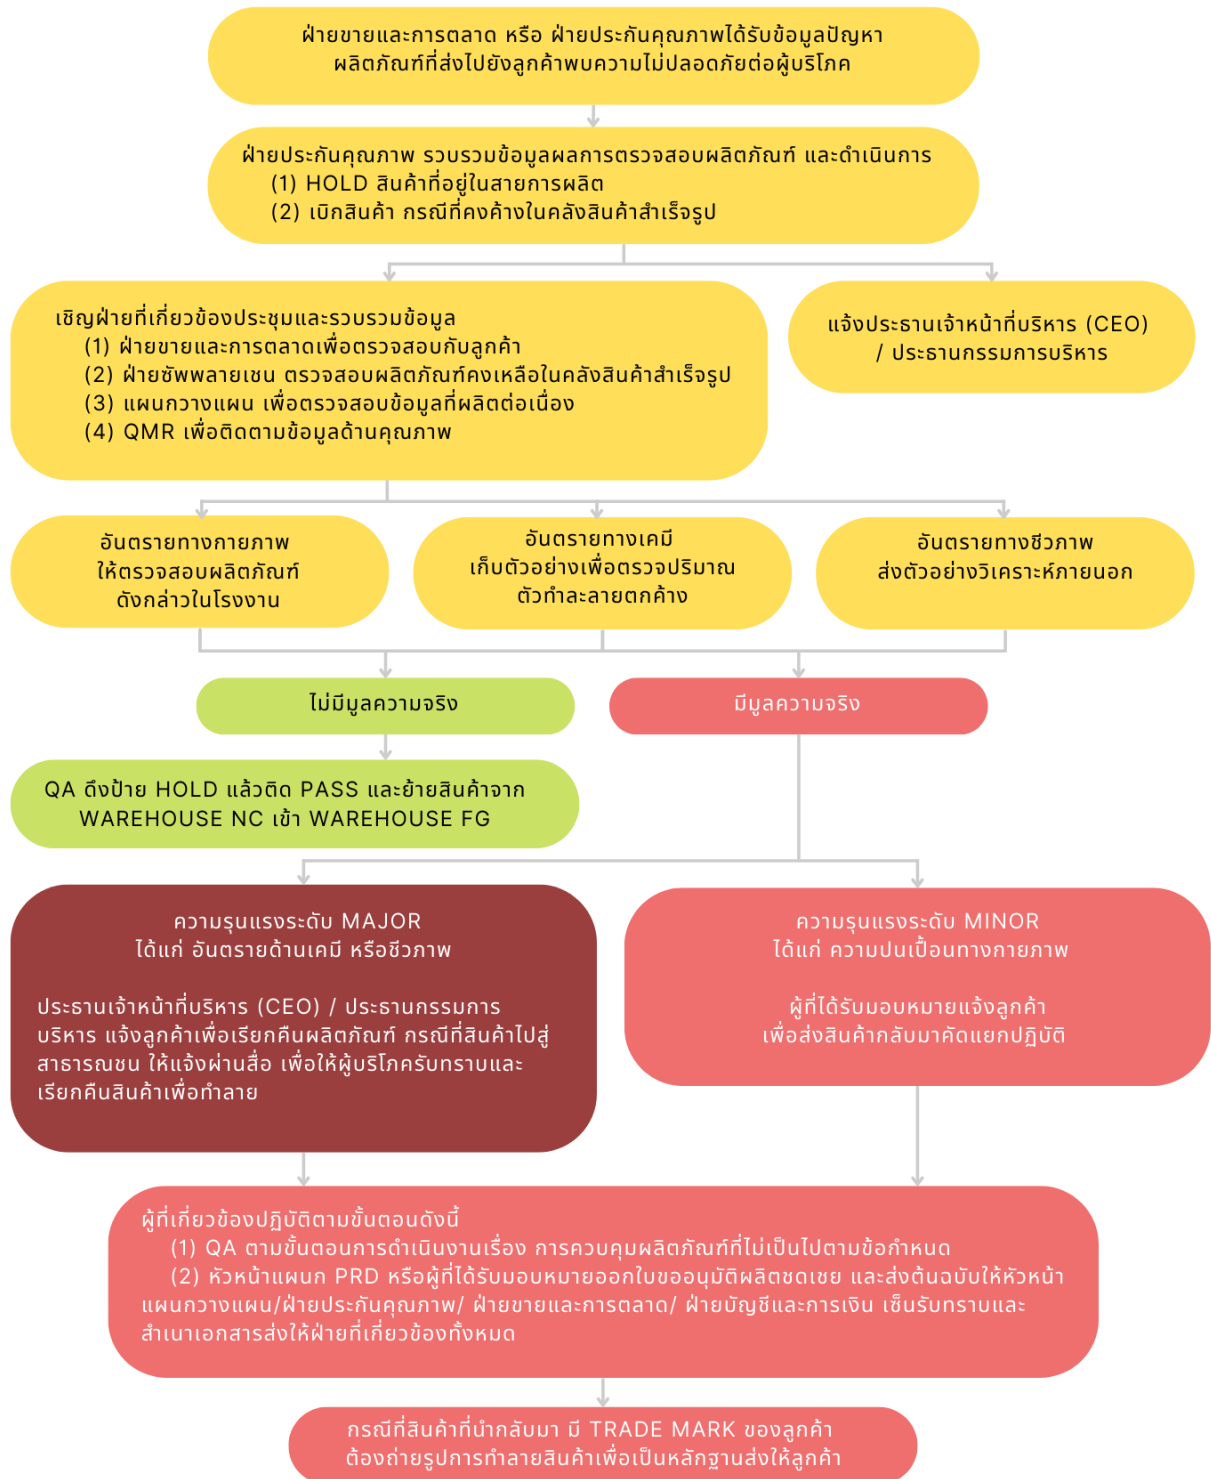 ฝ่ายขายและการตลาด หรือ ฝ่ายประกันคุณภาพได้รับข้อมูลปัญหา
ผลิตภัณฑ์ที่ส่งไปยังลูกค้าพบความไม่ปลอดภัยต่อผู้บริโภค
ฝ่ายประกันคุณภาพ รวบรวมข้อมูลผลการตรวจสอบผลิตภัณฑ์ และดำเนินการ
(1) HOLD สินค้าที่อยู่ในสายการผลิต
(2) เบิกสินค้า กรณีที่คงค้างในคลังสินค้าสำเร็จรูป
เชิญฝ่ายที่เกี่ยวข้องประชุมและรวบรวมข้อมูล
(1) ฝ่ายขายและการตลาดเพื่อตรวจสอบกับลูกค้า
(2) ฝ่ายซัพพลายเชน ตรวจสอบผลิตภัณฑ์คงเหลือในคลังสินค้าสำเร็จรูป
(3) แผนกวางแผน เพื่อตรวจสอบข้อมูลที่ผลิตต่อเนื่อง
(4) QMR เพื่อติดตามข้อมูลด้านคุณภาพ
แจ้งประธานเจ้าหน้าที่บริหาร (CEO)
/ ประธานกรรมการบริหาร
อันตรายทางกายภาพ
ให้ตรวจสอบผลิตภัณฑ์
ดังกล่าวในโรงงาน
อันตรายทางเคมี
เก็บตัวอย่างเพื่อตรวจปริมาณ
ตัวทำละลายตกค้าง
อันตรายทางชีวภาพ
ส่งตัวอย่างวิเคราะห์ภายนอก
ไม่มีมูลความจริง
มีมูลความจริง
QA ดึงป้าย HOLD แล้วติด PASS และย้ายสินค้าจาก
WAREHOUSE NC เข้า WAREHOUSE FG
ความรุนแรงระดับ MAJOR
ได้แก่ อันตรายด้านเคมี หรือชีวภาพ
ประธานเจ้าหน้าที่บริหาร (CEO) / ประธานกรรมการ
บริหาร แจ้งลูกค้าเพื่อเรียกคืนผลิตภัณฑ์ กรณีที่สินค้าไปสู่
สาธารณชน ให้แจ้งผ่านสื่อ เพื่อให้ผู้บริโภครับทราบและ
เรียกคืนสินค้าเพื่อทำลาย
ความรุนแรงระดับ MINOR
ได้แก่ ความปนเปื้อนทางกายภาพ
ผู้ที่ได้รับมอบหมายแจ้งลูกค้า
เพื่อส่งสินค้ากลับมาคัดแยกปฏิบัติ
ผู้ที่เกี่ยวข้องปฏิบัติตามขั้นตอนดังนี้
(1) QA ตามขั้นตอนการดำเนินงานเรื่อง การควบคุมผลิตภัณฑ์ที่ไม่เป็นไปตามข้อกำหนด
(2) หัวหน้าแผนก PRD หรือผู้ที่ได้รับมอบหมายออกใบขออนุมัติผลิตชดเชย และส่งต้นฉบับให้หัวหน้า
แผนกวางแผน/ฝ่ายประกันคุณภาพ/ ฝ่ายขายและการตลาด/ ฝ่ายบัญชีและการเงิน เซ็นรับทราบและ
สำเนาเอกสารส่งให้ฝ่ายที่เกี่ยวข้องทั้งหมด
กรณีที่สินค้าที่นำกลับมา มี TRADE MARK ของลูกค้า
ต้องถ่ายรูปการทำลายสินค้าเพื่อเป็นหลักฐานส่งให้ลูกค้า